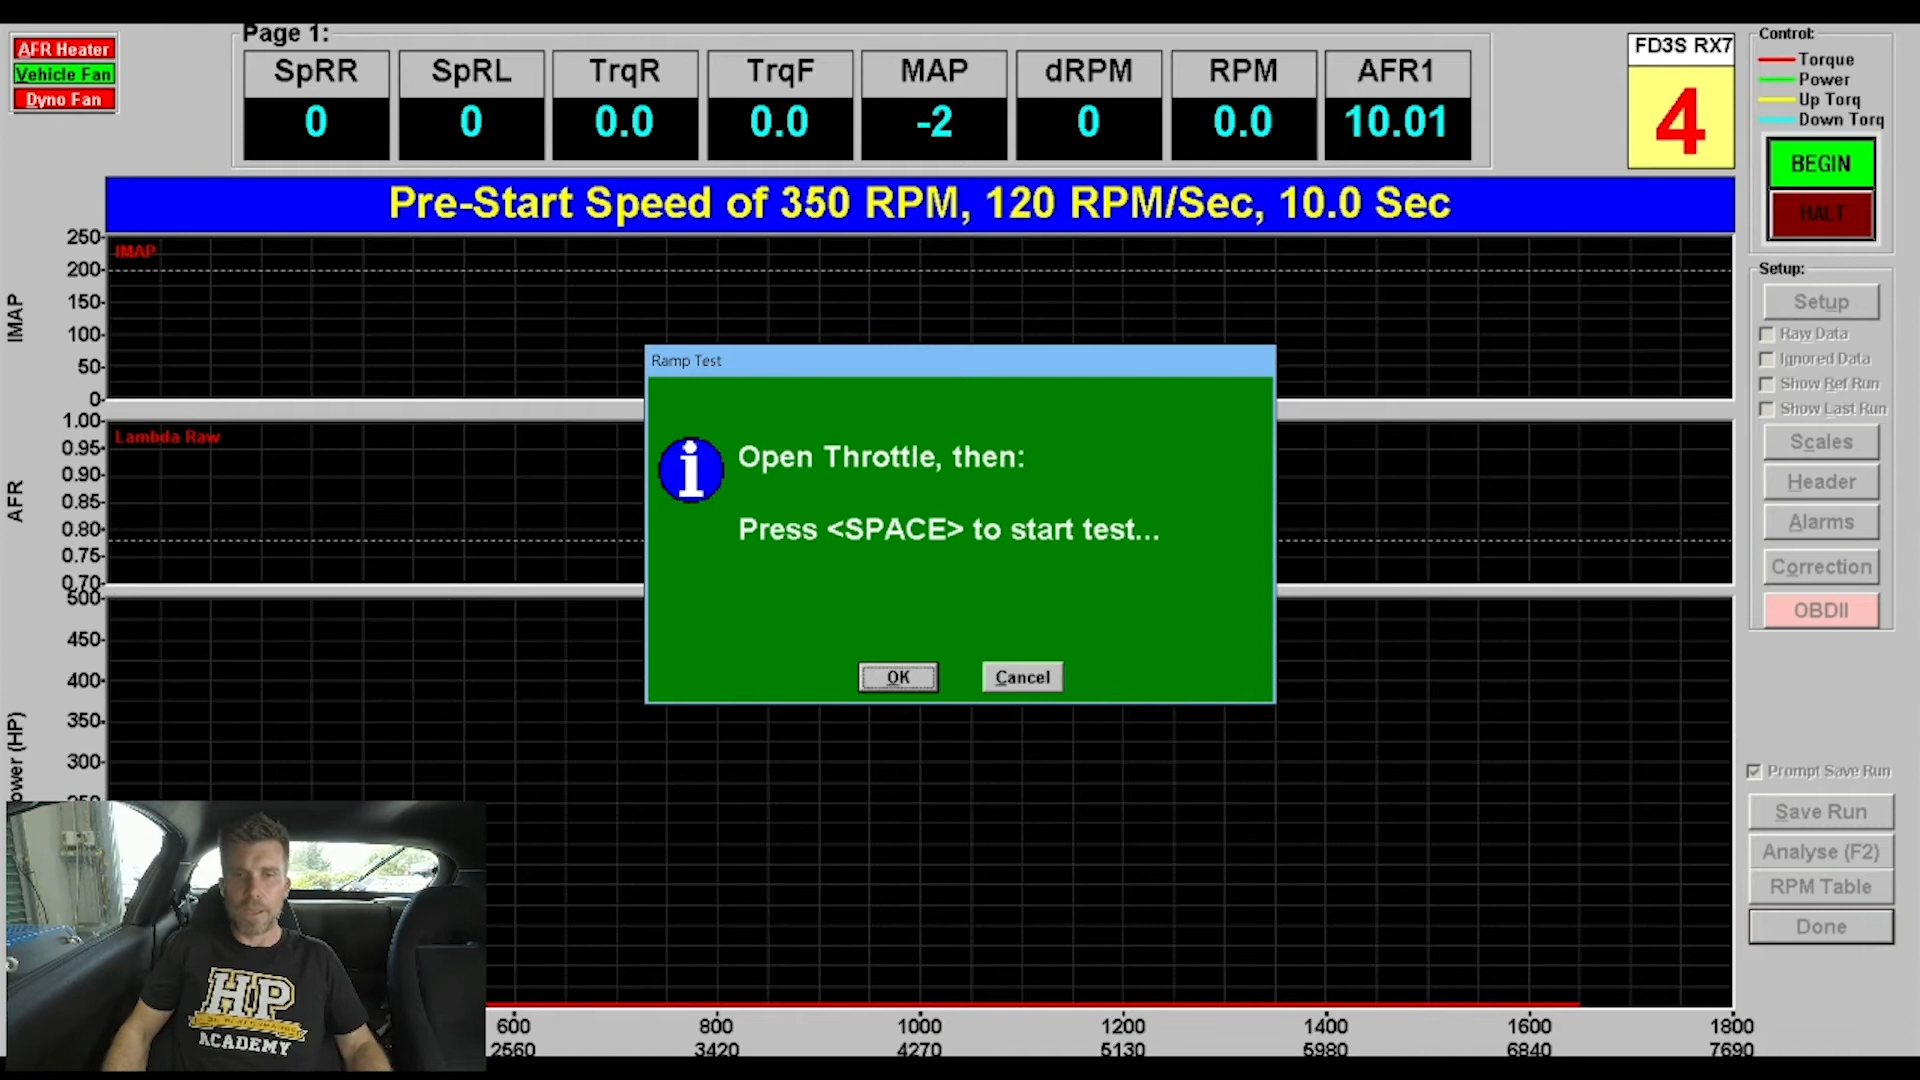 AFR Heater
Vehicle Fan
Dyno Fan
Page 1:
SpRR SpRL TrqR TrqF MAP dRPM RPM AFR1
0 0 0.0 0.0 -2 0 0.0 10.01
FD3S RX7
4
Control:
Torque
Power
Up Torq
Down Torq
BEGIN
HALT
Pre-Start Speed of 350 RPM, 120 RPM/Sec, 10.0 Sec
IMAP
250
200
150
100
50
0
IMAP
AFR
1.00
0.95
0.90
0.85
0.80
0.75
0.70
Lambda Raw
500
450
400
350
300
ower (HP)
Ramp Test
Open Throttle, then:
Press <SPACE> to start test...
OK Cancel
Setup:
Setup
Raw Data
Ignored Data
Show Ref Run
Show Last Run
Scales
Header
Alarms
Correction
OBDII
Prompt Save Run
Save Run
Analyse (F2)
RPM Table
Done
HP
ACADEMY
600 800 1000 1200 1400 1600 1800
2560 3420 4270 5130 5980 6840 7690